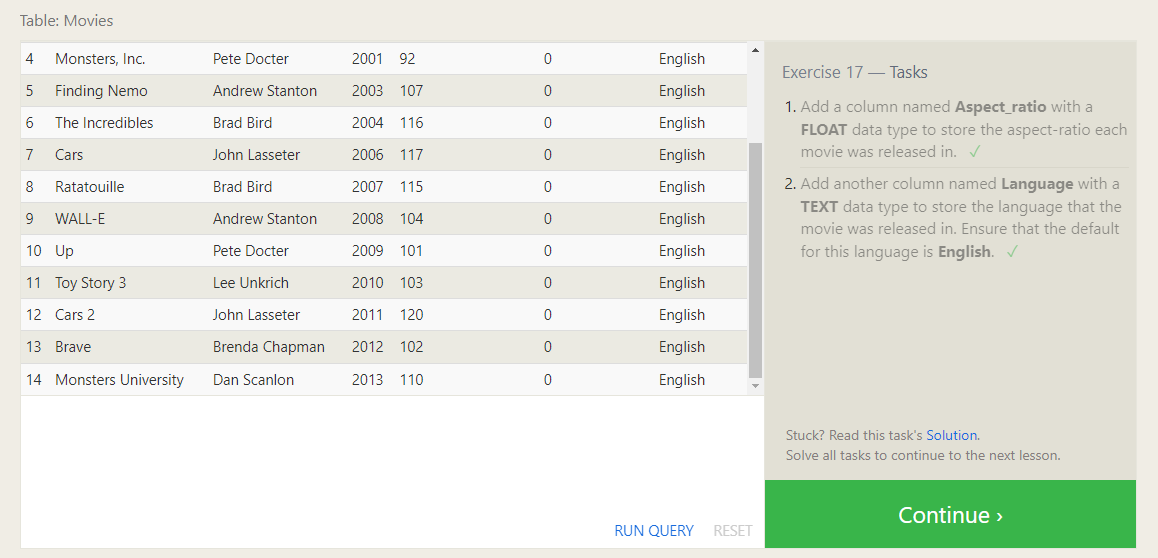 Table: Movies
4 Monsters, Inc. Pete Docter 2001 92 0 English
5 Finding Nemo Andrew Stanton 2003 107 0 English
6 The Incredibles Brad Bird 2004 116 0 English
7 Cars John Lasseter 2006 117 0 English
8 Ratatouille Brad Bird 2007 115 0 English
9 WALL-E Andrew Stanton 2008 104 0 English
10 Up Pete Docter 2009 101 0 English
11 Toy Story 3 Lee Unkrich 2010 103 0 English
12 Cars 2 John Lasseter 2011 120 0 English
13 Brave Brenda Chapman 2012 102 0 English
14 Monsters University Dan Scanlon 2013 110 0 English
RUN QUERY RESET
Exercise 17 — Tasks
1. Add a column named Aspect_ratio with a
FLOAT data type to store the aspect-ratio each
movie was released in. ✓
2. Add another column named Language with a
TEXT data type to store the language that the
movie was released in. Ensure that the default
for this language is English. ✓
Stuck? Read this task's Solution.
Solve all tasks to continue to the next lesson.
Continue ›